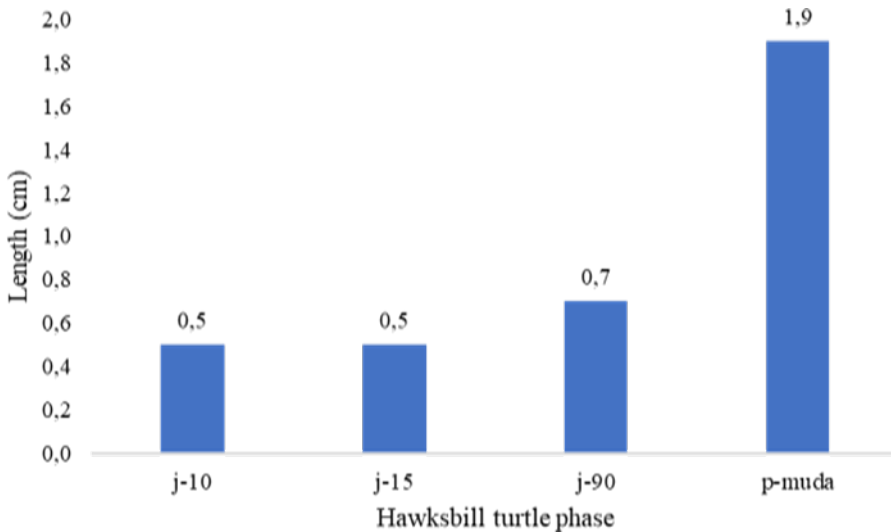 2,0
1,8
1,6
1,4
1,2
1,0
0,8
0,6
0,4
0,2
0,0
Length (cm)
0,5
0,5
0,7
1,9
j-10
j-15
j-90
p-muda
Hawksbill turtle phase